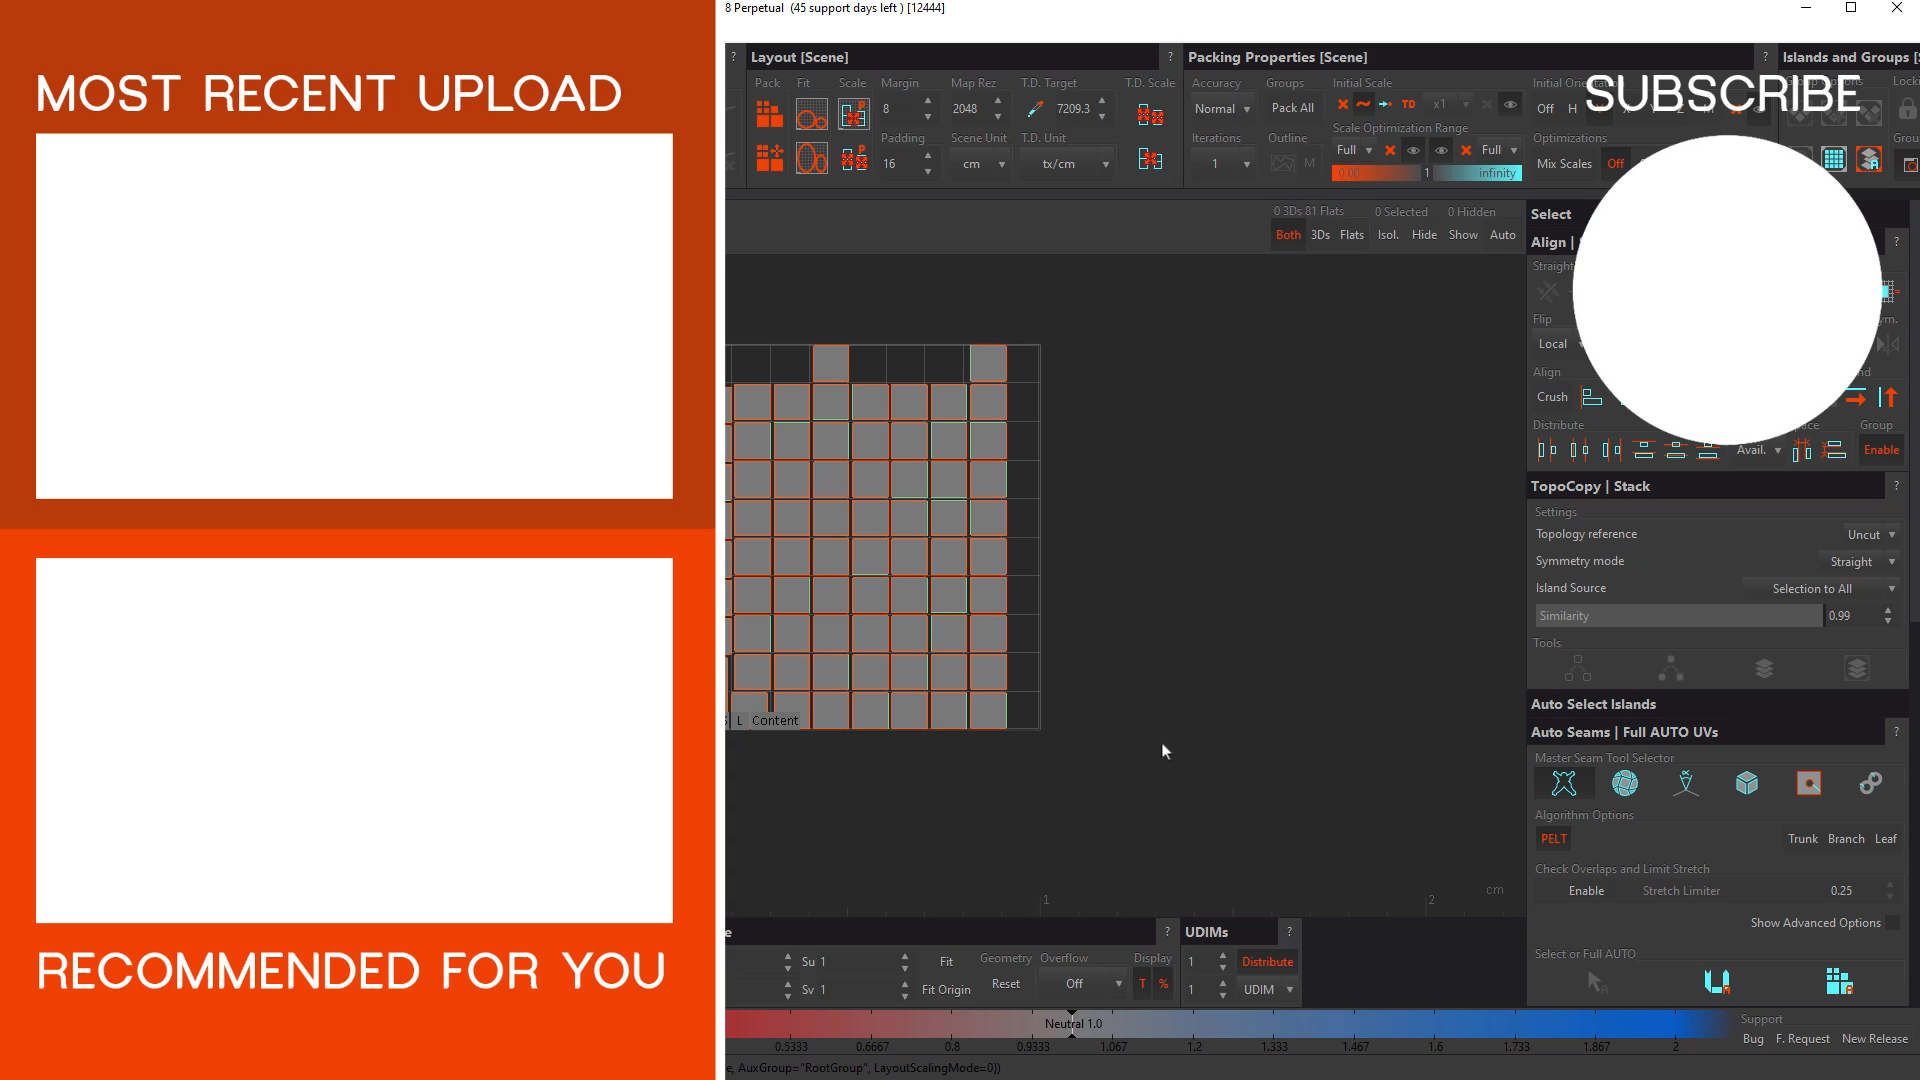 8 Perpetual (45 support days left ) [12444]
MOST RECENT UPLOAD
RECOMMENDED FOR YOU
SUBSCRIBE
? Layout [Scene] ?
Pack Fit Scale Margin Map Rez T.D. Target T.D. Scale
8 2048 7209.3
Padding Scene Unit T.D. Unit
16 cm tx/cm
Packing Properties [Scene] ?
Accuracy Groups Initial Scale
Normal Pack All TD x1
Iterations Outline Scale Optimization Range
1 M Full Full
0.00 1 infinity
Off H
Optimizations
Mix Scales Off
Islands and Groups [
0 3Ds 81 Flats 0 Selected 0 Hidden
Both 3Ds Flats Isol. Hide Show Auto
Select
Align | ?
Flip
Local
Align
Crush
Distribute Group
Avail. Enable
TopoCopy | Stack ?
Settings
Topology reference Uncut
Symmetry mode Straight
Island Source Selection to All
Similarity 0.99
Tools
Auto Select Islands
Auto Seams | Full AUTO UVs ?
Master Seam Tool Selector
Algorithm Options
PELT Trunk Branch Leaf
Check Overlaps and Limit Stretch
Enable Stretch Limiter 0.25
Show Advanced Options
Select or Full AUTO
L Content
1 2 cm
? UDIMs ?
Su 1 Fit Geometry Overflow Display 1 Distribute
Sv 1 Fit Origin Reset Off T % 1 UDIM
Neutral 1.0
0.5333 0.6667 0.8 0.9333 1.067 1.2 1.333 1.467 1.6 1.733 1.867 2
Support
Bug F. Request New Release
e, AuxGroup="RootGroup", LayoutScalingMode=0})